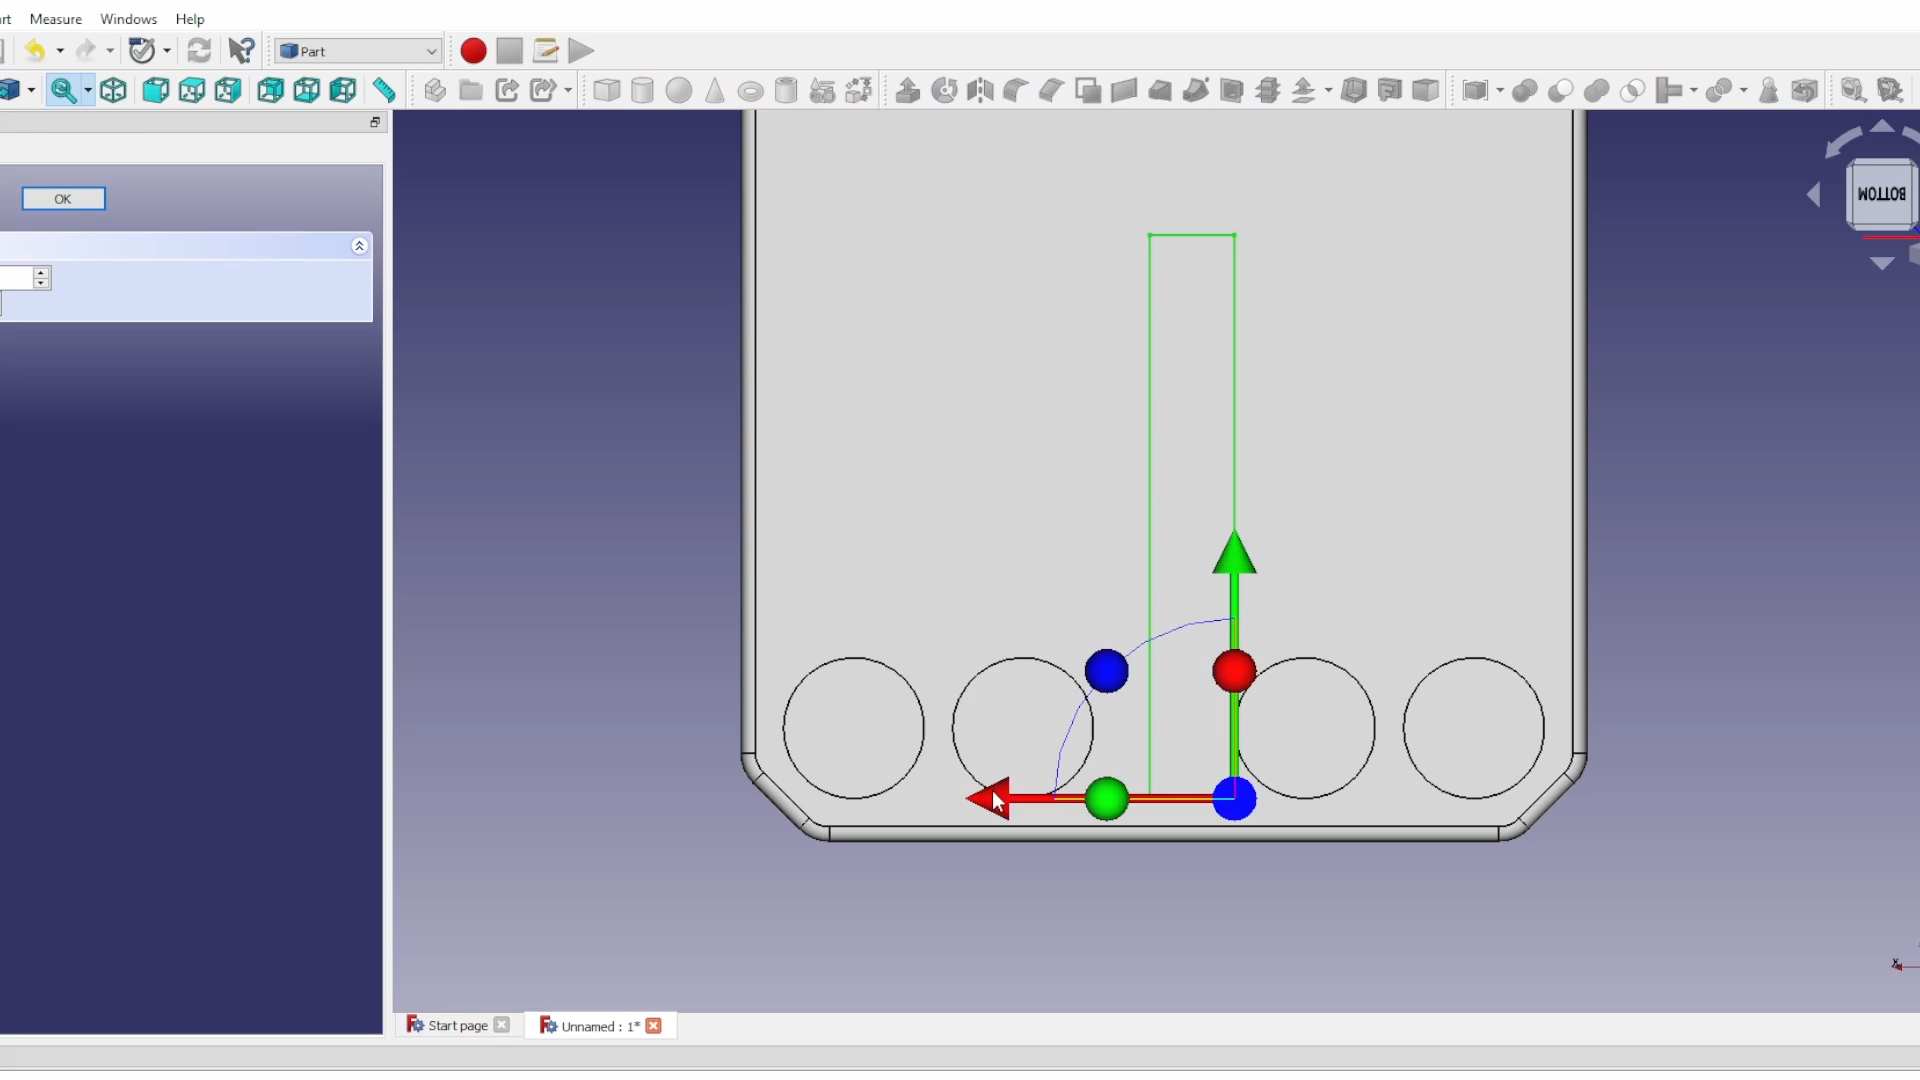 rt Measure Windows Help
Part
OK
BOTTOM
x
Start page
Unnamed : 1*